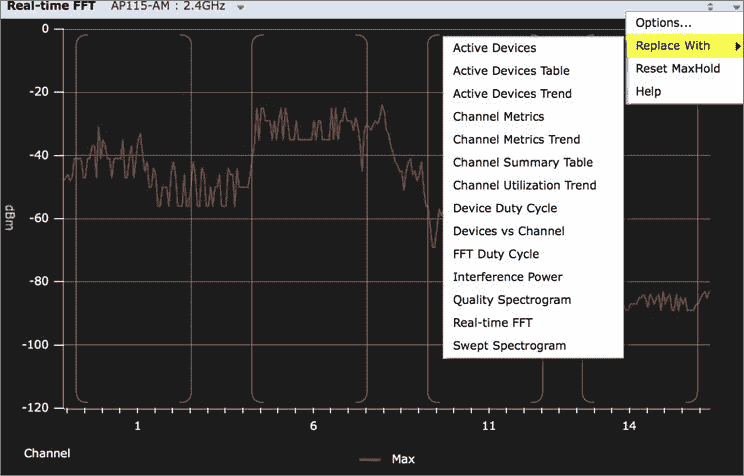 Real-time FFT AP115-AM : 2.4GHz
Options...
Replace With
Reset MaxHold
Help
Active Devices
Active Devices Table
Active Devices Trend
Channel Metrics
Channel Metrics Trend
Channel Summary Table
Channel Utilization Trend
Device Duty Cycle
Devices vs Channel
FFT Duty Cycle
Interference Power
Quality Spectrogram
Real-time FFT
Swept Spectrogram
dBm
0
-20
-40
-60
-80
-100
-120
1 6 11 14
Channel
Max